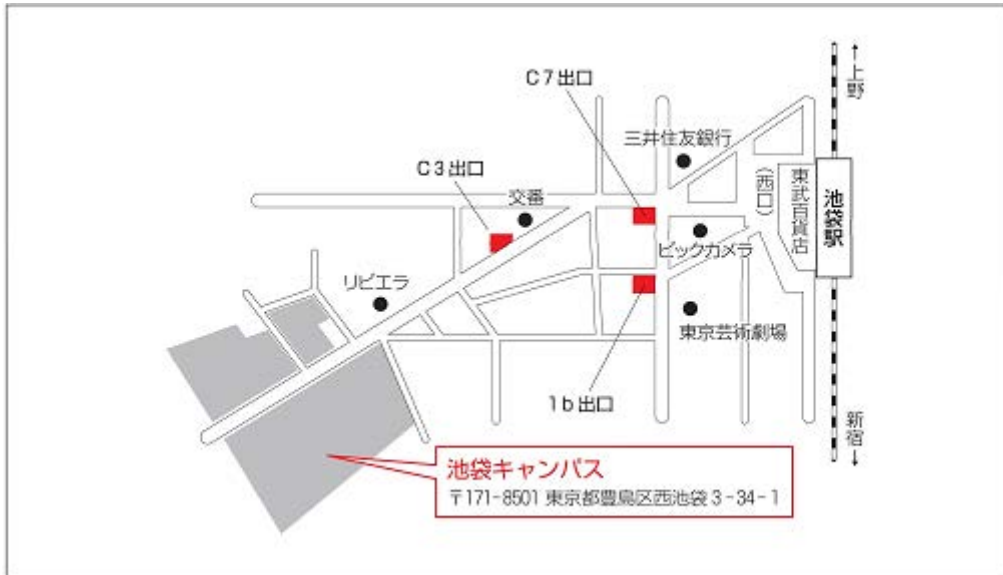 C7出口
三井住友銀行
C3出口
交番
↑上野
(西口)
東武百貨店
池袋駅
ビックカメラ
リビエラ
東京芸術劇場
1b出口
新宿↓
池袋キャンパス
〒171-8501 東京都豊島区西池袋3-34-1